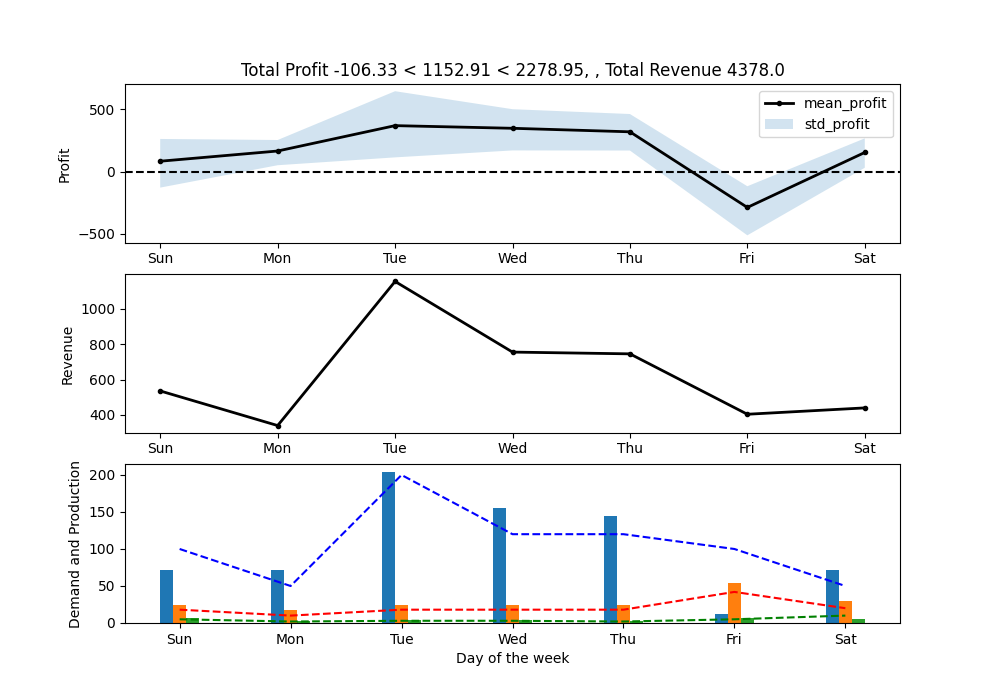 Total Profit -106.33 < 1152.91 < 2278.95, , Total Revenue 4378.0
Profit
500
0
−500
mean_profit
std_profit
Sun Mon Tue Wed Thu Fri Sat
Revenue
1000
800
600
400
Sun Mon Tue Wed Thu Fri Sat
Demand and Production
200
150
100
50
0
Sun Mon Tue Wed Thu Fri Sat
Day of the week